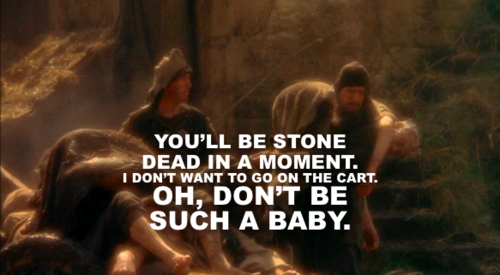 YOU'LL BE STONE
DEAD IN A MOMENT.
I DON'T WANT TO GO ON THE CART.
OH, DON'T BE
SUCH A BABY.